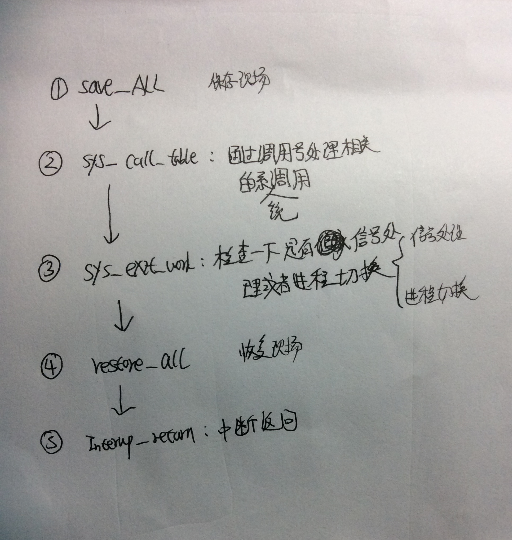 ① save_ALL 保存现场
② sys_call_table：通过调用号处理相关
的系统调用
③ sys_exit_work：检查一下是否有信号处
理或者进程切换
信号处理
进程切换
④ restore_all 恢复现场
⑤ Interrup_return：中断返回